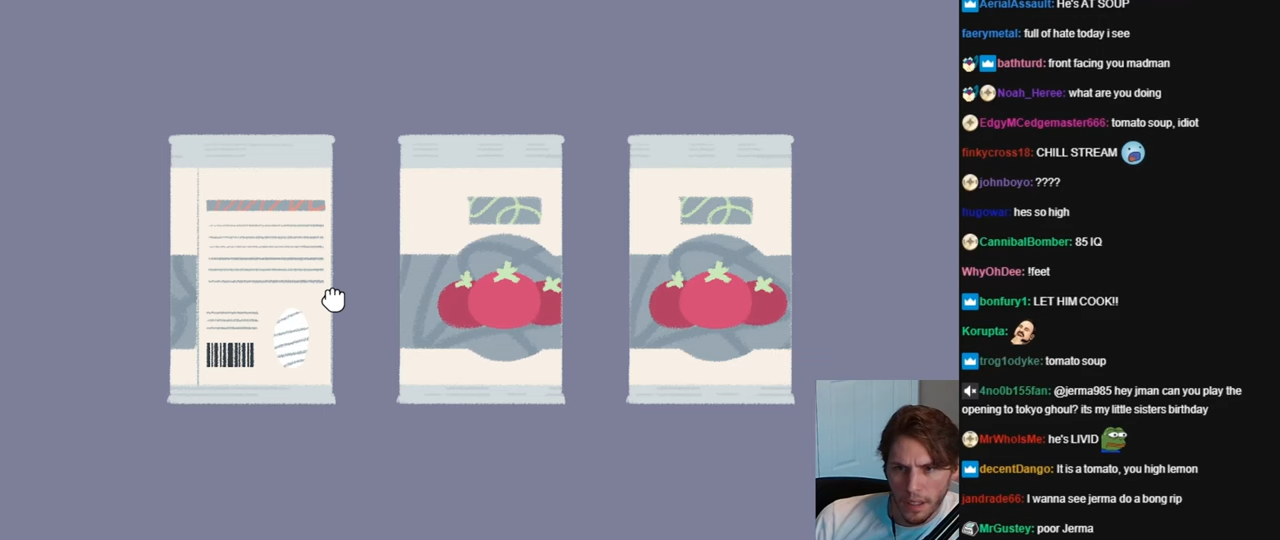 AerialAssault: He's AT SOUP
faerymetal: full of hate today i see
bathturd: front facing you madman
Noah_Heree: what are you doing
EdgyMCedgemaster666: tomato soup, idiot
finkycross18: CHILL STREAM
johnboyo: ????
hugowar: hes so high
CannibalBomber: 85 IQ
WhyOhDee: !feet
bonfury1: LET HIM COOK!!
Korupta:
trog1odyke: tomato soup
4no0b155fan: @jerma985 hey jman can you play the
opening to tokyo ghoul? its my little sisters birthday
MrWhoIsMe: he's LIVID
decentDango: It is a tomato, you high lemon
jandrade66: I wanna see jerma do a bong rip
MrGustey: poor Jerma